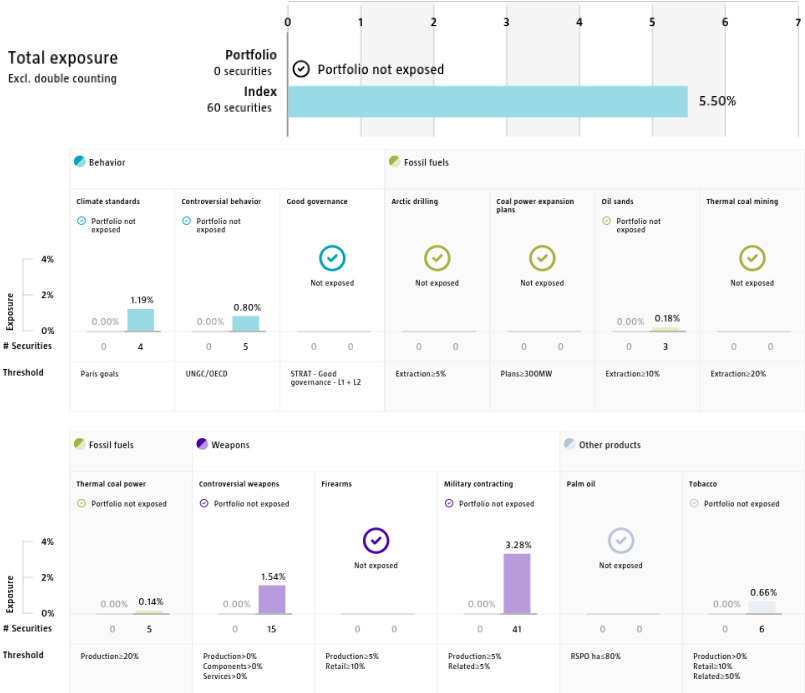 0 1 2 3 4 5 6 7
Total exposure
Excl. double counting
Portfolio
0 securities
Portfolio not exposed
Index
60 securities
5.50%
Behavior
Fossil fuels
Climate standards
Controversial behavior
Good governance
Arctic drilling
Coal power expansion
plans
Oil sands
Thermal coal mining
Portfolio not
exposed
Portfolio not
exposed
Portfolio not
exposed
Not exposed
Not exposed
Not exposed
Not exposed
Exposure
4%
2%
0%
0.00% 1.19%
0.00% 0.80%
0.00% 0.18%
# Securities 0 4 0 5 0 0 0 0 0 0 0 3 0 0
Threshold
Paris goals
UNGC/OECD
STRAT - Good
governance - L1 + L2
Extraction≥5%
Plans≥300MW
Extraction≥10%
Extraction≥20%
Fossil fuels
Weapons
Other products
Thermal coal power
Controversial weapons
Firearms
Military contracting
Palm oil
Tobacco
Portfolio not exposed
Portfolio not exposed
Portfolio not exposed
Portfolio not exposed
Not exposed
Not exposed
Exposure
4%
2%
0%
0.00% 0.14%
0.00% 1.54%
0.00% 3.28%
0.00% 0.66%
# Securities 0 5 0 15 0 0 0 41 0 0 0 6
Threshold
Production≥20%
Production>0%
Components>0%
Services>0%
Production≥5%
Retail≥10%
Production≥5%
Related≥5%
RSPO ha≤80%
Production>0%
Retail≥10%
Related≥50%